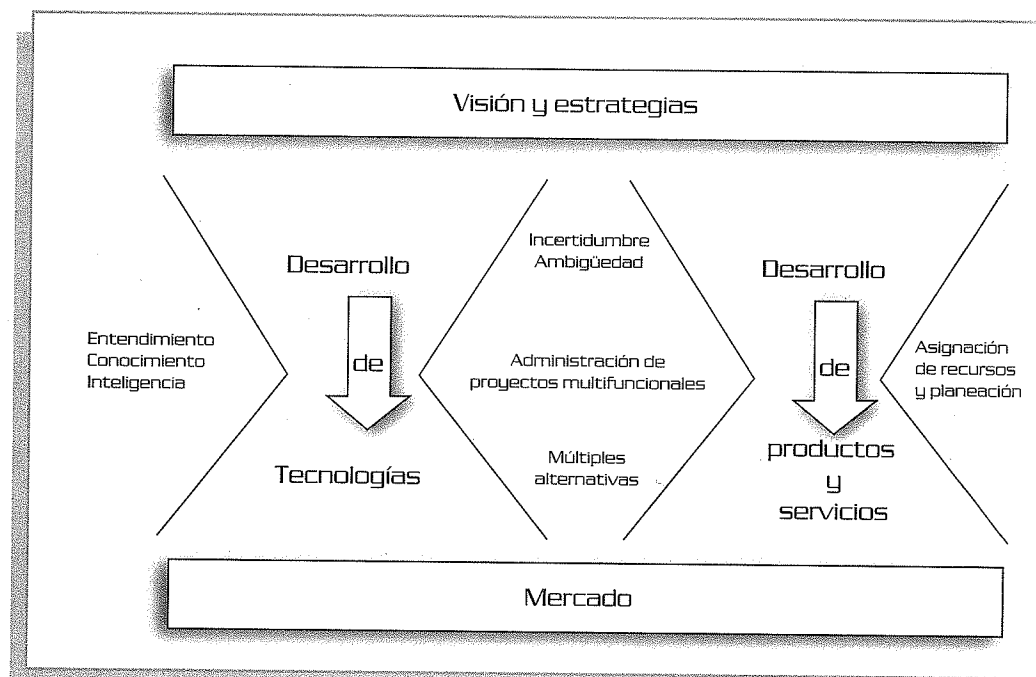 Visión y estrategias
Incertidumbre
Ambigüedad
Desarrollo
Desarrollo
Entendimiento
Conocimiento
Inteligencia
de
Administración de
proyectos multifuncionales
de
Asignación
de recursos
y planeación
Tecnologías
Múltiples
alternativas
productos
y
servicios
Mercado